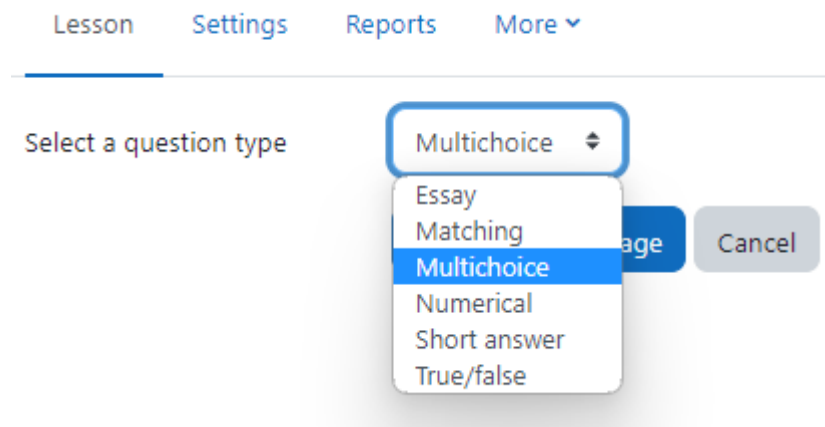 Lesson Settings Reports More
Select a question type Multichoice
Essay
Matching
Multichoice
Numerical
Short answer
True/false
age Cancel